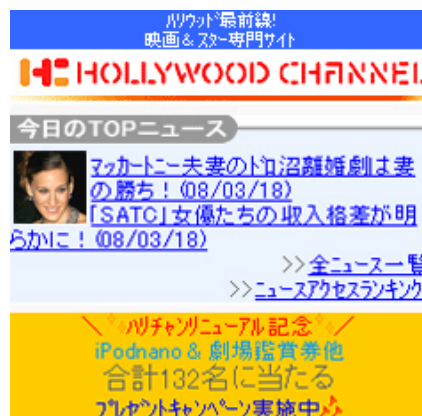 ﾊﾘｳｯﾄﾞ最前線!
映画&ｽﾀｰ専門ｻｲﾄ
HOLLYWOOD CHANNEL
今日のTOPニュース
ﾏｯｶｰﾄﾆｰ夫妻のﾄﾞﾛ沼離婚劇は妻
の勝ち！(08/03/18)
｢SATC｣女優たちの収入格差が明
らかに！(08/03/18)
>>全ﾆｭｰｽ一覧
>>ﾆｭｰｽｱｸｾｽﾗﾝｷﾝｸﾞ
＼ﾊﾘﾁｬﾝﾘﾆｭｰｱﾙ記念／
iPodnano&劇場鑑賞券他
合計132名に当たる
ﾌﾟﾚｾﾞﾝﾄｷｬﾝﾍﾟｰﾝ実施中